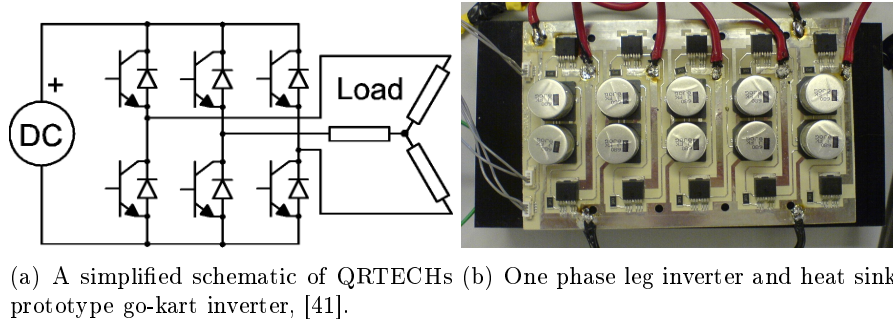 +
DC
Load
(a) A simplified schematic of QRTECHs
prototype go-kart inverter, [41].
(b) One phase leg inverter and heat sink